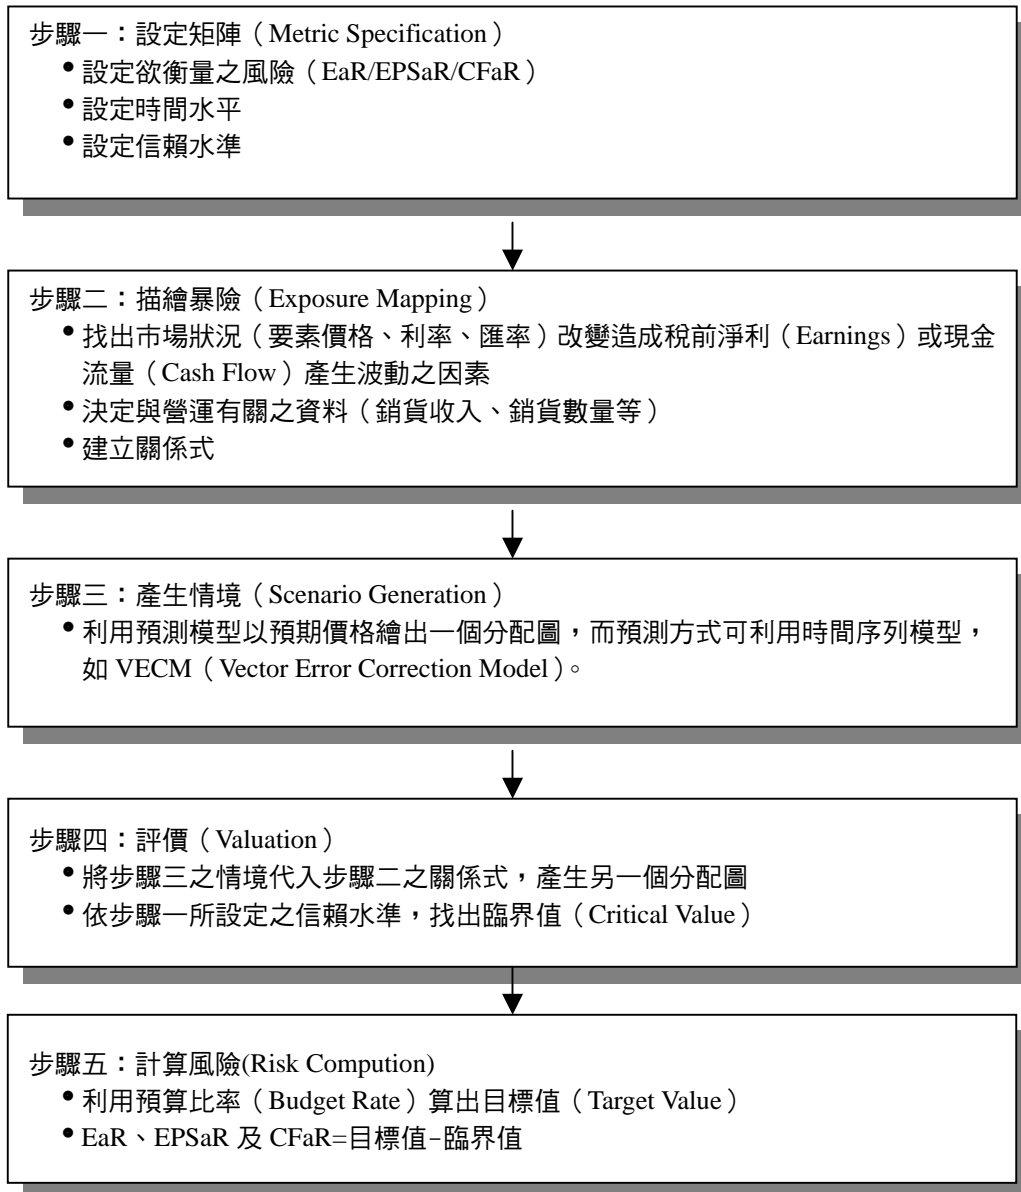 步驟一：設定矩陣（Metric Specification）
●設定欲衡量之風險（EaR/EPSaR/CFaR）
●設定時間水平
●設定信賴水準
步驟二：描繪暴險（Exposure Mapping）
●找出市場狀況（要素價格、利率、匯率）改變造成稅前淨利（Earnings）或現金
流量（Cash Flow）產生波動之因素
●決定與營運有關之資料（銷貨收入、銷貨數量等）
●建立關係式
步驟三：產生情境（Scenario Generation）
●利用預測模型以預期價格繪出一個分配圖，而預測方式可利用時間序列模型，
如 VECM（Vector Error Correction Model）。
步驟四：評價（Valuation）
●將步驟三之情境代入步驟二之關係式，產生另一個分配圖
●依步驟一所設定之信賴水準，找出臨界值（Critical Value）
步驟五：計算風險(Risk Compution)
●利用預算比率（Budget Rate）算出目標值（Target Value）
●EaR、EPSaR 及 CFaR=目標值-臨界值